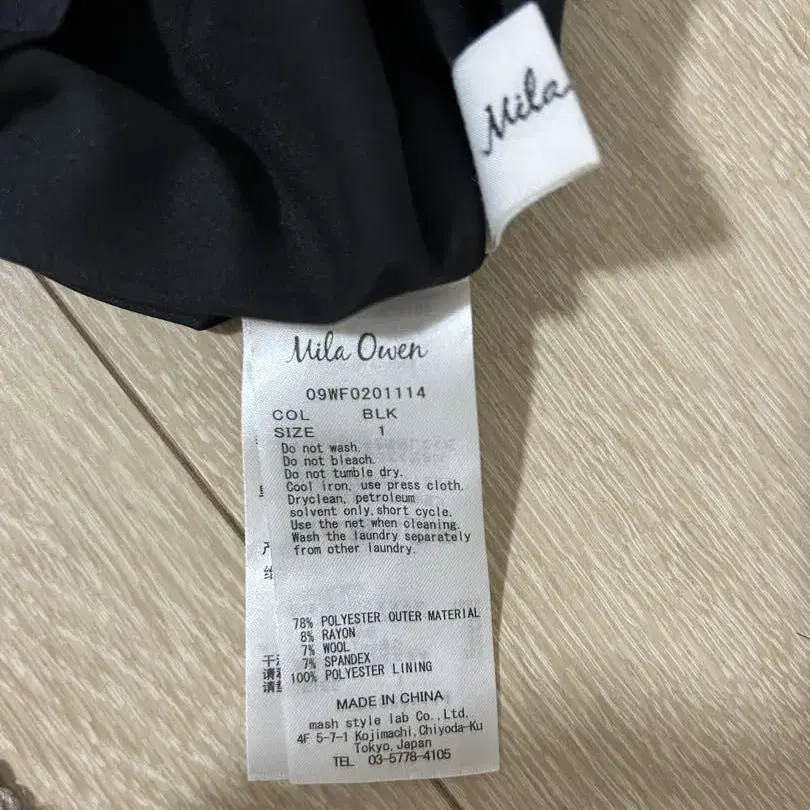 Mila
Mila Owen
09WF0201114
COL BLK
SIZE 1
Do not wash.
Do not bleach.
Do not tumble dry.
Cool iron, use press cloth.
Dryclean, petroleum
solvent only, short cycle.
Use the net when cleaning.
Wash the laundry separately
from other laundry.
78% POLYESTER OUTER MATERIAL
8% RAYON
7% WOOL
7% SPANDEX
100% POLYESTER LINING
MADE IN CHINA
mash style lab Co., Ltd.
4F 5-7-1 Kojimachi, Chiyoda-Ku
Tokyo, Japan
TEL 03-5778-4105